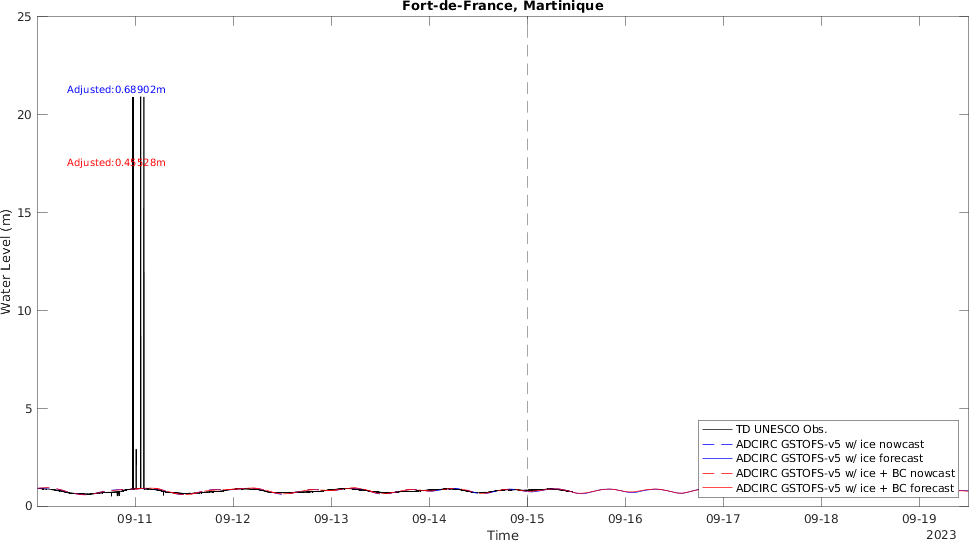 Fort-de-France, Martinique
25
20
15
10
5
0
Water Level (m)
Adjusted:0.68902m
Adjusted:0.45528m
TD UNESCO Obs.
ADCIRC GSTOFS-v5 w/ ice nowcast
ADCIRC GSTOFS-v5 w/ ice forecast
ADCIRC GSTOFS-v5 w/ ice + BC nowcast
ADCIRC GSTOFS-v5 w/ ice + BC forecast
09-11 09-12 09-13 09-14 09-15 09-16 09-17 09-18 09-19
Time
2023